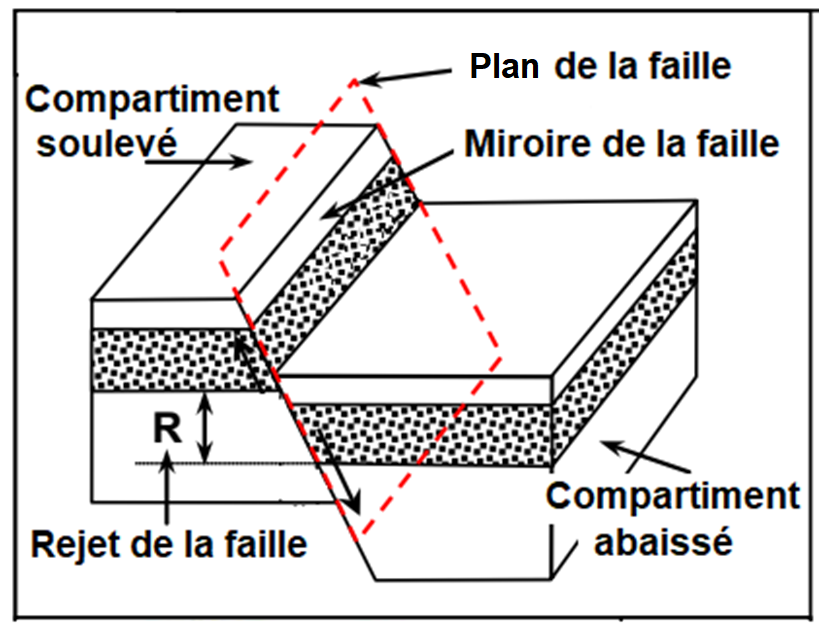 Plan de la faille
Compartiment
soulevé
Miroire de la faille
R
Rejet de la faille
Compartiment
abaissé